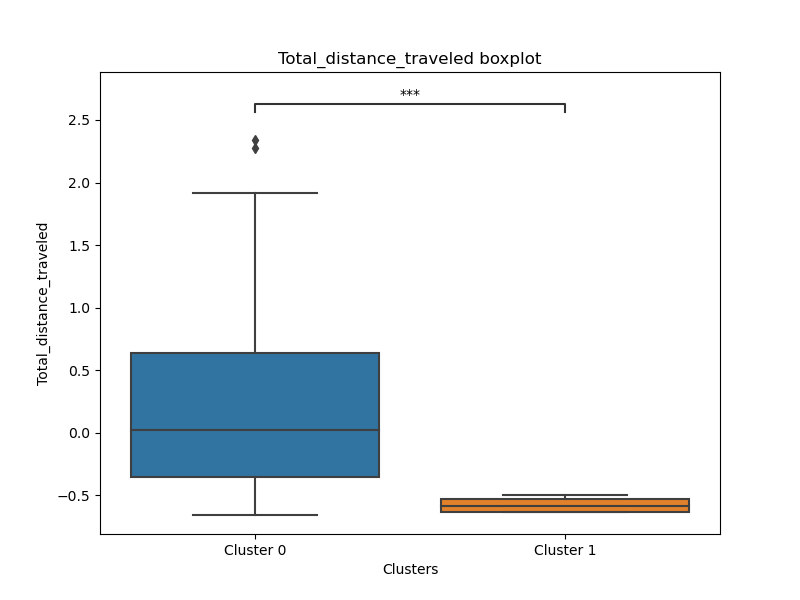 Total_distance_traveled boxplot
***
2.5
2.0
1.5
1.0
0.5
0.0
−0.5
Total_distance_traveled
Cluster 0
Cluster 1
Clusters